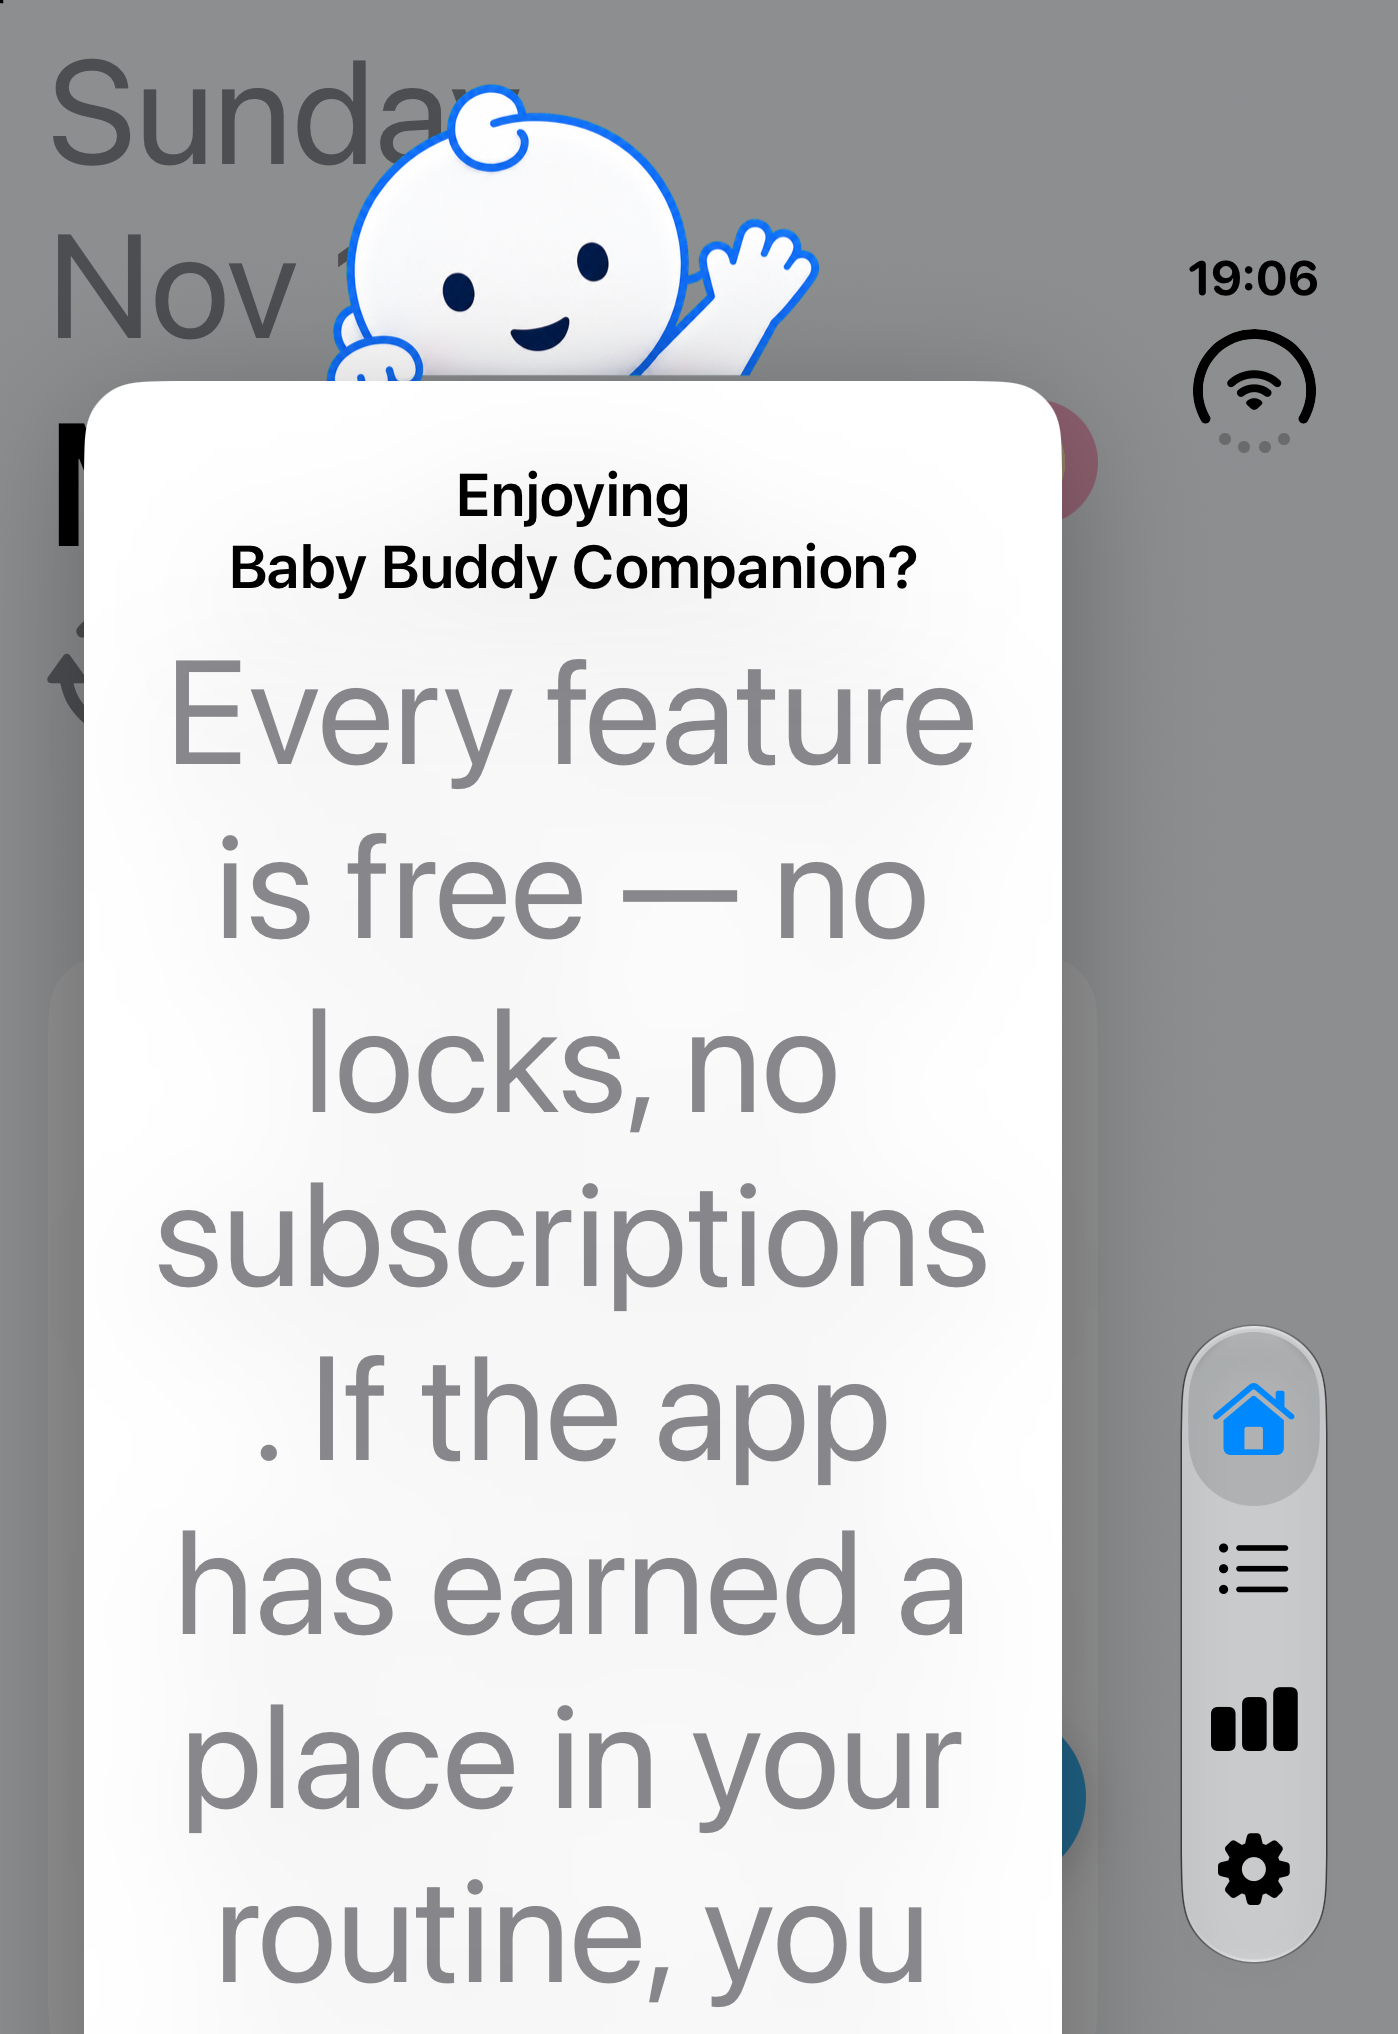 Sunday
Nov
19:06
Enjoying
Baby Buddy Companion?
Every feature
is free — no
locks, no
subscriptions
. If the app
has earned a
place in your
routine, you